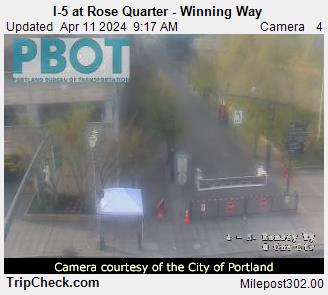 I-5 at Rose Quarter - Winning Way
Updated Apr 11 2024 9:17 AM Camera 4
PBOT
PORTLAND BUREAU OF TRANSPORTATION
Camera courtesy of the City of Portland
TripCheck.com Milepost302.00